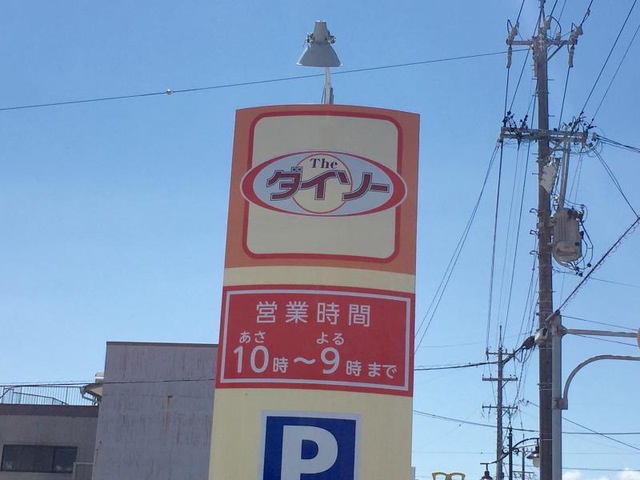 The
ダイソー
営業時間
あさ よる
10時～9時まで
P